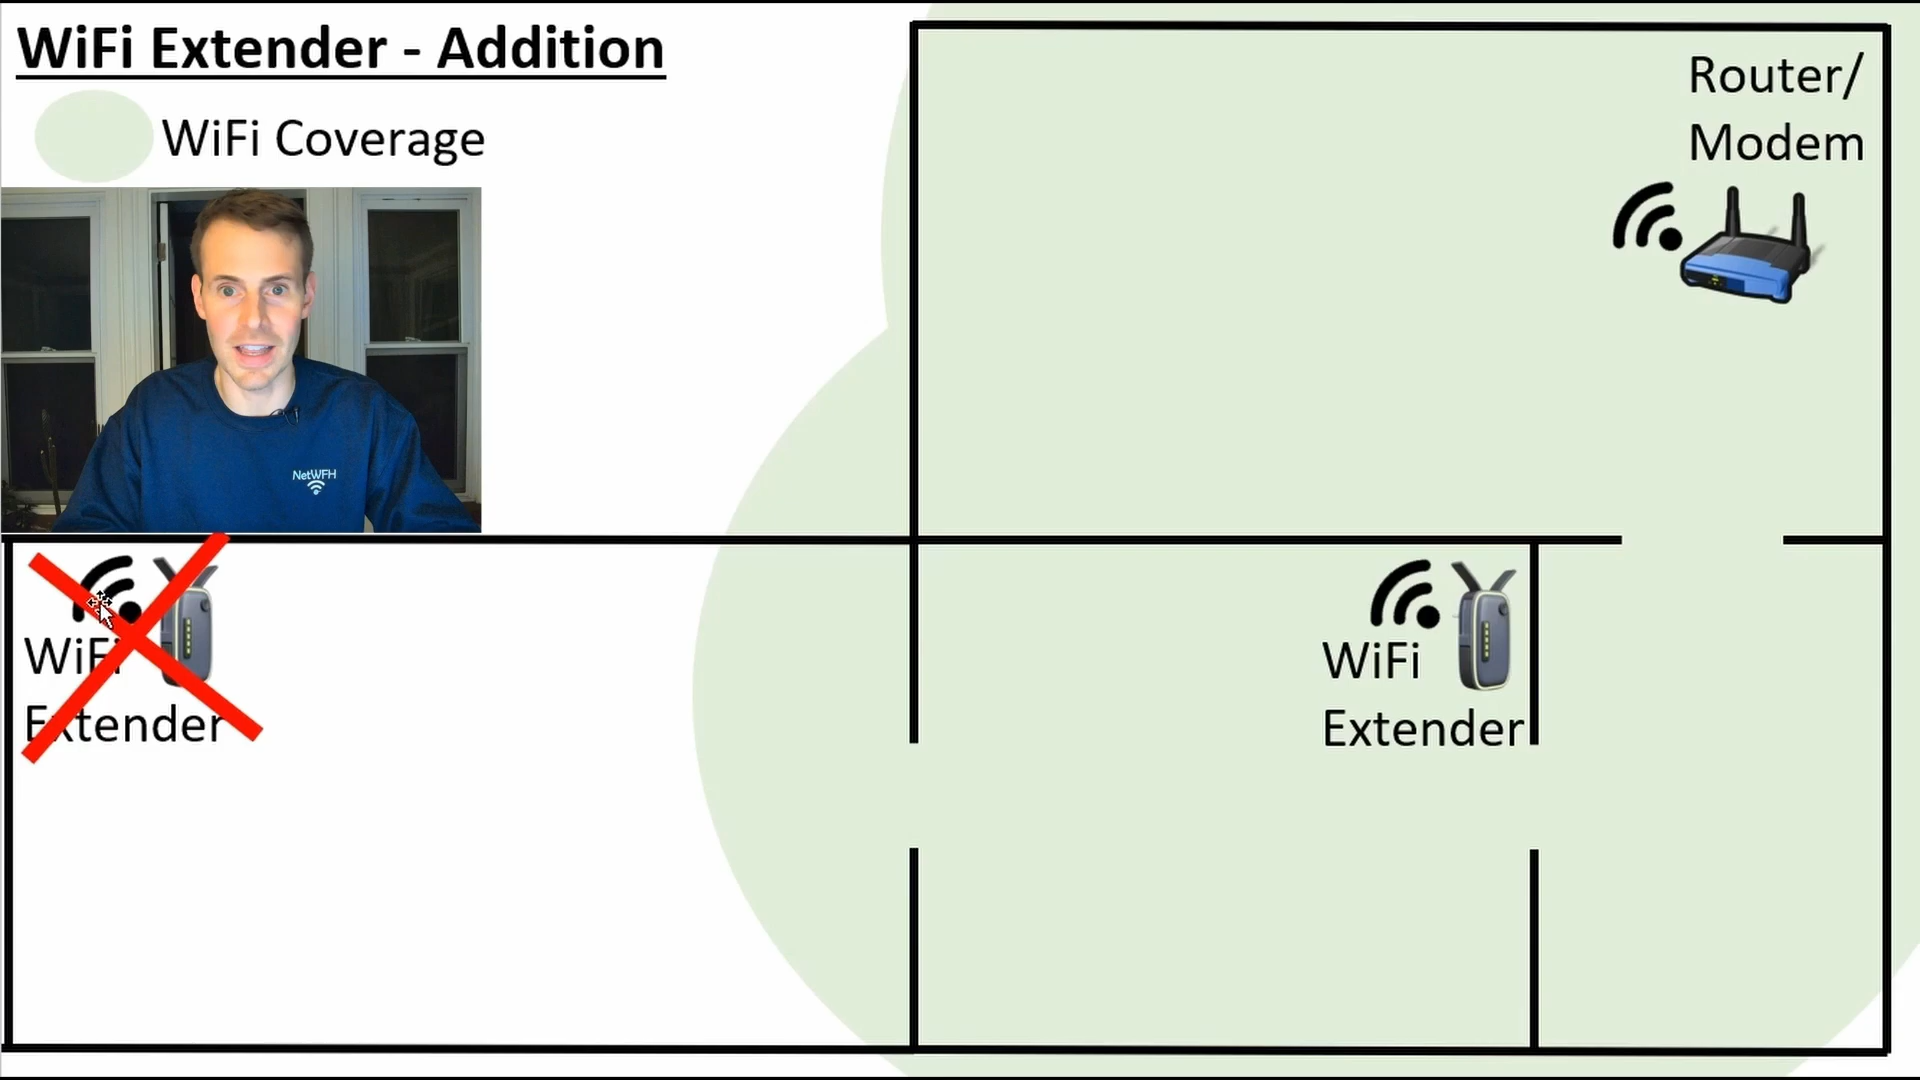 WiFi Extender - Addition
WiFi Coverage
Router/
Modem
NetWFH
WiFi
Extender
WiFi
Extender